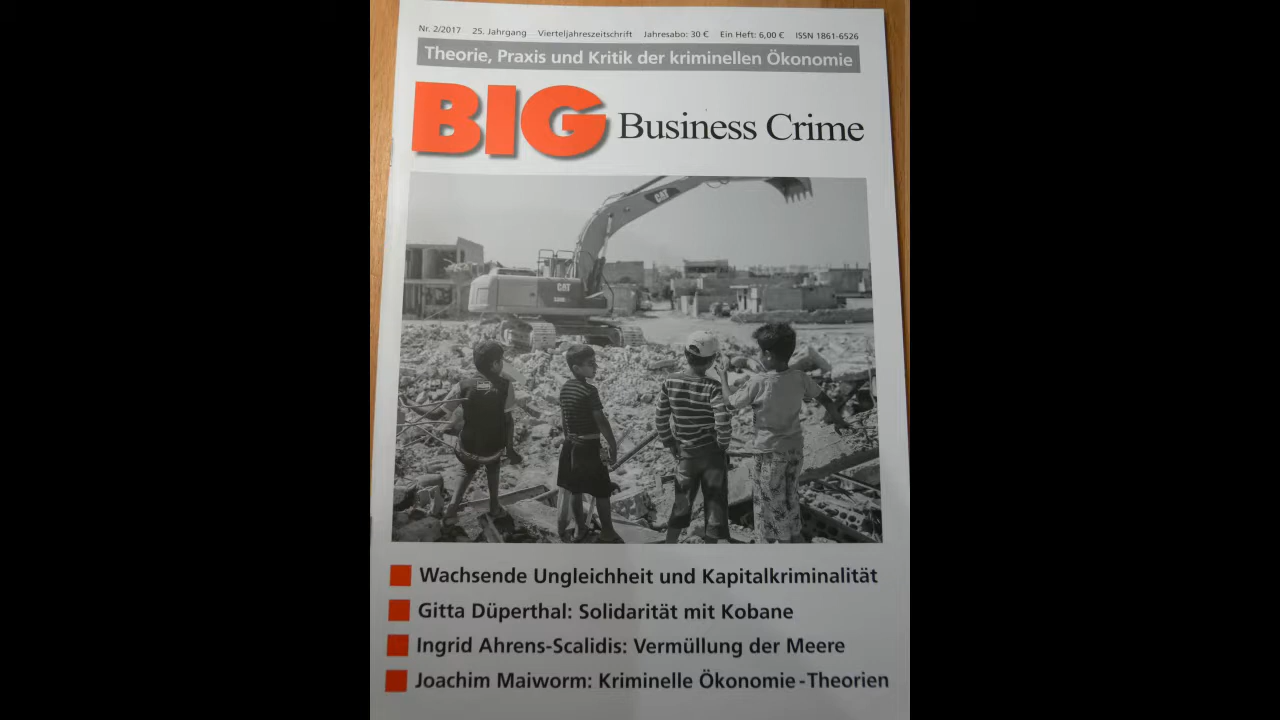 Nr. 2/2017 25. Jahrgang Vierteljahreszeitschrift Jahresabo: 30 € Ein Heft: 6,00 € ISSN 1861-6526
Theorie, Praxis und Kritik der kriminellen Ökonomie
BIG Business Crime
CAT
CAT
Wachsende Ungleichheit und Kapitalkriminalität
Gitta Düperthal: Solidarität mit Kobane
Ingrid Ahrens-Scalidis: Vermüllung der Meere
Joachim Maiworm: Kriminelle Ökonomie-Theorien